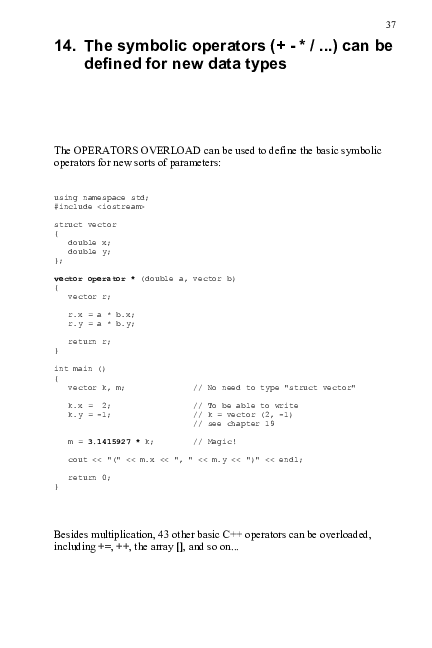 37
14. The symbolic operators (+ - * / ...) can be
defined for new data types
The OPERATORS OVERLOAD can be used to define the basic symbolic
operators for new sorts of parameters:
using namespace std;
#include <iostream>
struct vector
{
double x;
double y;
};
vector operator * (double a, vector b)
{
vector r;
r.x = a * b.x;
r.y = a * b.y;
return r;
}
int main ()
{
vector k, m; // No need to type "struct vector"
k.x = 2; // To be able to write
k.y = -1; // k = vector (2, -1)
// see chapter 19
m = 3.1415927 * k; // Magic!
cout << "(" << m.x << ", " << m.y << ")" << endl;
return 0;
}
Besides multiplication, 43 other basic C++ operators can be overloaded,
including +=, ++, the array [], and so on...